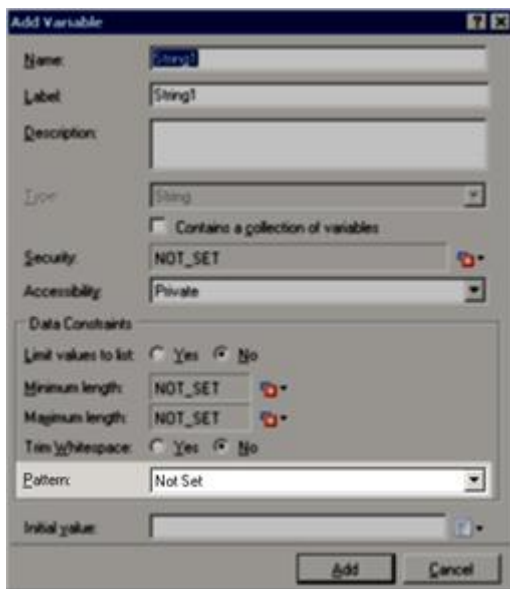 Add Variable
Name: String1
Label: String1
Description:
Type: String
Contains a collection of variables
Security: NOT_SET
Accessibility: Private
Data Constraints
Limit values to list: Yes No
Minimum length: NOT_SET
Maximum length: NOT_SET
Trim Whitespace: Yes No
Pattern: Not Set
Initial value:
Add Cancel